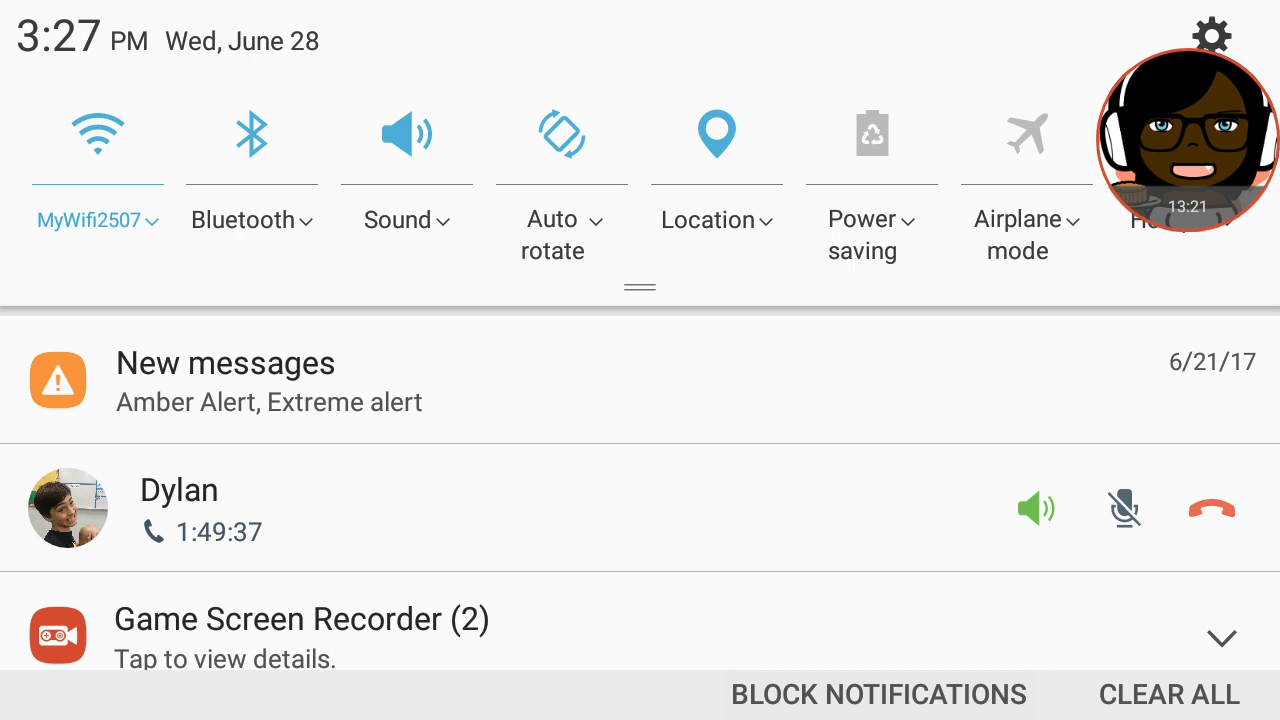 3:27 PM Wed, June 28
13:21
MyWifi2507
Bluetooth
Sound
Auto
rotate
Location
Power
saving
Airplane
mode
New messages
6/21/17
Amber Alert, Extreme alert
Dylan
1:49:37
Game Screen Recorder (2)
Tap to view details.
BLOCK NOTIFICATIONS
CLEAR ALL